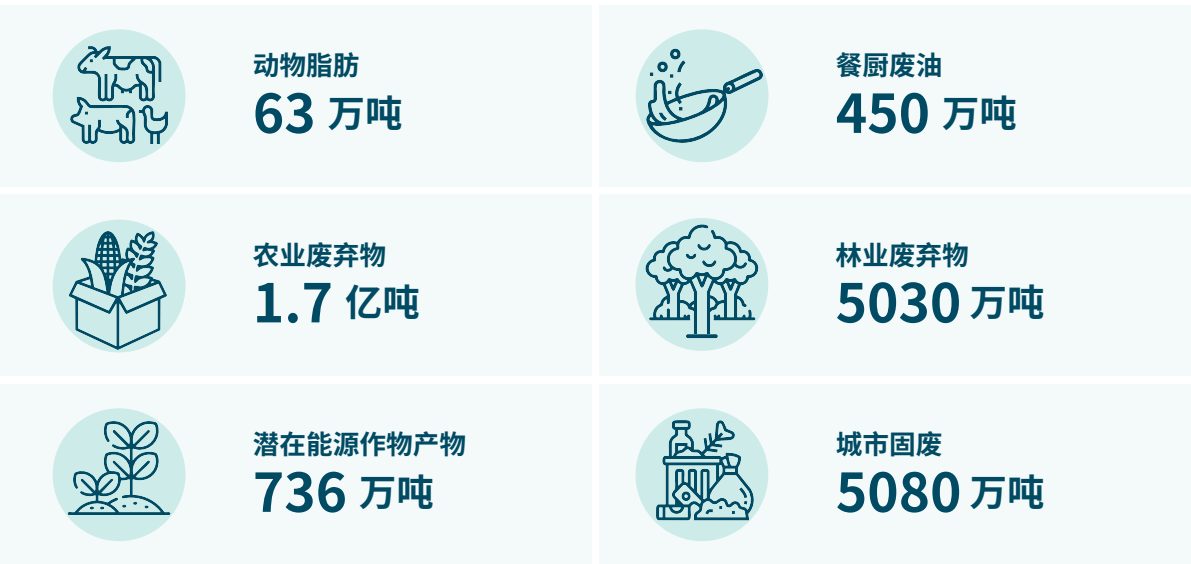 动物脂肪
63 万吨
餐厨废油
450 万吨
农业废弃物
1.7 亿吨
林业废弃物
5030 万吨
潜在能源作物产物
736 万吨
城市固废
5080 万吨